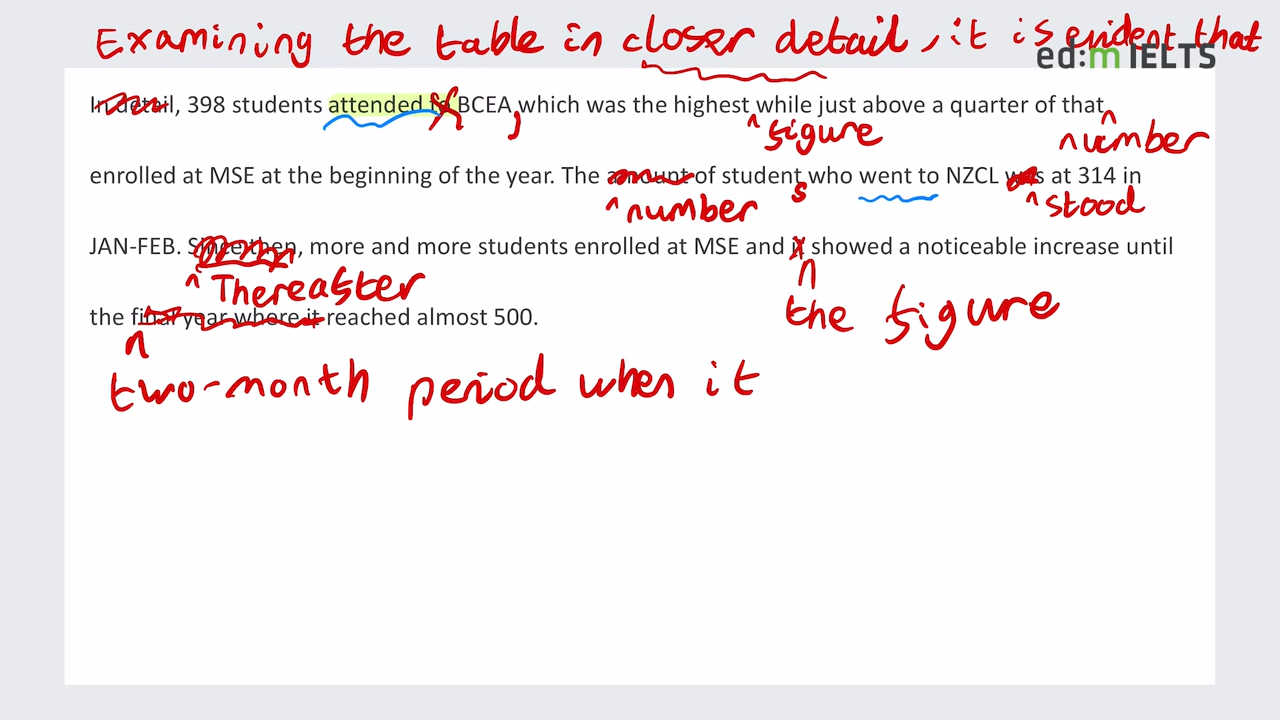 Examining the table in closer detail, it is evident that
ed:m IELTS
In detail, 398 students attended to BCEA, which was the highest while just above a quarter of that
^ figure
^ number
enrolled at MSE at the beginning of the year. The amount of student who went to NZCL was at 314 in
^ number
s
^ stood
JAN-FEB. Since then, more and more students enrolled at MSE and it showed a noticeable increase until
^ Thereafter
the figure
the final year where it reached almost 500.
two-month period when it